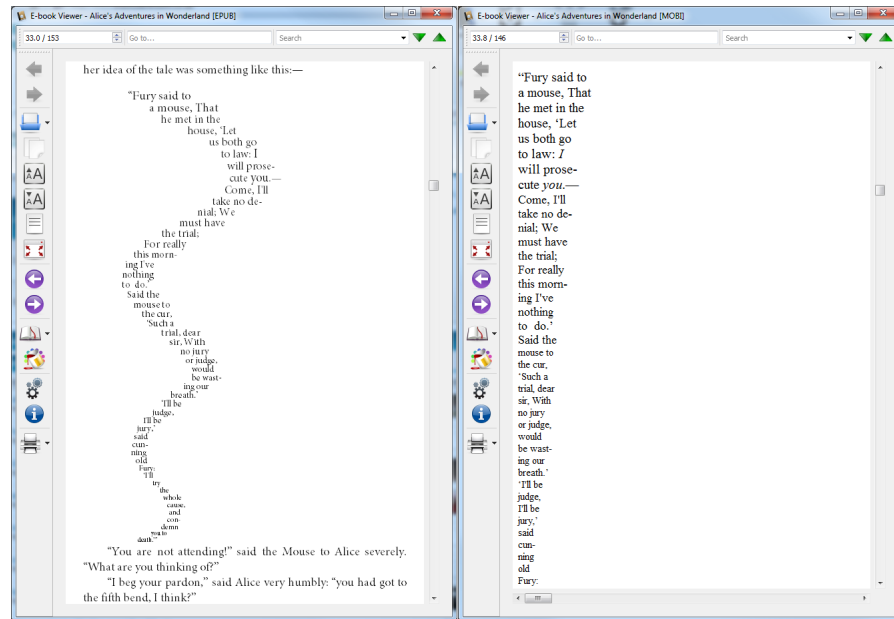 E-book Viewer - Alice's Adventures in Wonderland [EPUB]
33.0 / 153
Go to...
Search
her idea of the tale was something like this:—
“Fury said to
a mouse, That
he met in the
house, ‘Let
us both go
to law: I
will prose-
cute you.—
Come, I'll
take no de-
nial; We
must have
the trial;
For really
this morn-
ing I've
nothing
to do.’
Said the
mouse to
the cur,
‘Such a
trial, dear
sir, With
no jury
or judge,
would
be wast-
ing our
breath.’
‘I'll be
judge,
I'll be
jury,’
said
cun-
ning
old
Fury:
‘I'll
try
the
whole
cause,
and
con-
demn
you to
death.’”
“You are not attending!” said the Mouse to Alice severely.
“What are you thinking of?”
“I beg your pardon,” said Alice very humbly: “you had got to
the fifth bend, I think?”
E-book Viewer - Alice's Adventures in Wonderland [MOBI]
33.8 / 146
Go to...
Search
“Fury said to
a mouse, That
he met in the
house, ‘Let
us both go
to law: I
will prose-
cute you.—
Come, I'll
take no de-
nial; We
must have
the trial;
For really
this morn-
ing I've
nothing
to do.’
Said the
mouse to
the cur,
‘Such a
trial, dear
sir, With
no jury
or judge,
would
be wast-
ing our
breath.’
‘I'll be
judge,
I'll be
jury,’
said
cun-
ning
old
Fury: